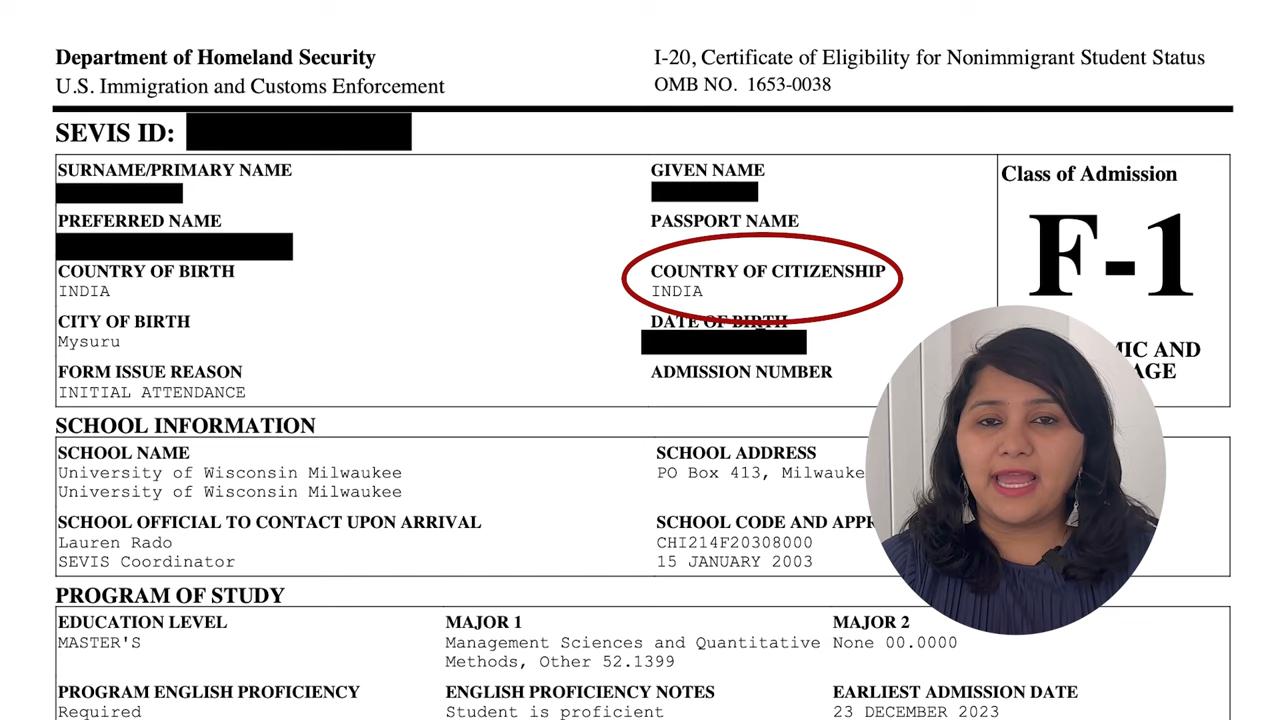 Department of Homeland Security
U.S. Immigration and Customs Enforcement
I-20, Certificate of Eligibility for Nonimmigrant Student Status
OMB NO. 1653-0038
SEVIS ID:
SURNAME/PRIMARY NAME
GIVEN NAME
Class of Admission
PREFERRED NAME
PASSPORT NAME
F-1
COUNTRY OF BIRTH
INDIA
COUNTRY OF CITIZENSHIP
INDIA
CITY OF BIRTH
Mysuru
DATE OF BIRTH
FORM ISSUE REASON
INITIAL ATTENDANCE
ADMISSION NUMBER
AND
SCHOOL INFORMATION
SCHOOL NAME
University of Wisconsin Milwaukee
University of Wisconsin Milwaukee
SCHOOL ADDRESS
PO Box 413, Milwauke
SCHOOL OFFICIAL TO CONTACT UPON ARRIVAL
Lauren Rado
SEVIS Coordinator
SCHOOL CODE AND APPR
CHI214F20308000
15 JANUARY 2003
PROGRAM OF STUDY
EDUCATION LEVEL
MASTER'S
MAJOR 1
Management Sciences and Quantitative
Methods, Other 52.1399
MAJOR 2
None 00.0000
PROGRAM ENGLISH PROFICIENCY
Required
ENGLISH PROFICIENCY NOTES
Student is proficient
EARLIEST ADMISSION DATE
23 DECEMBER 2023